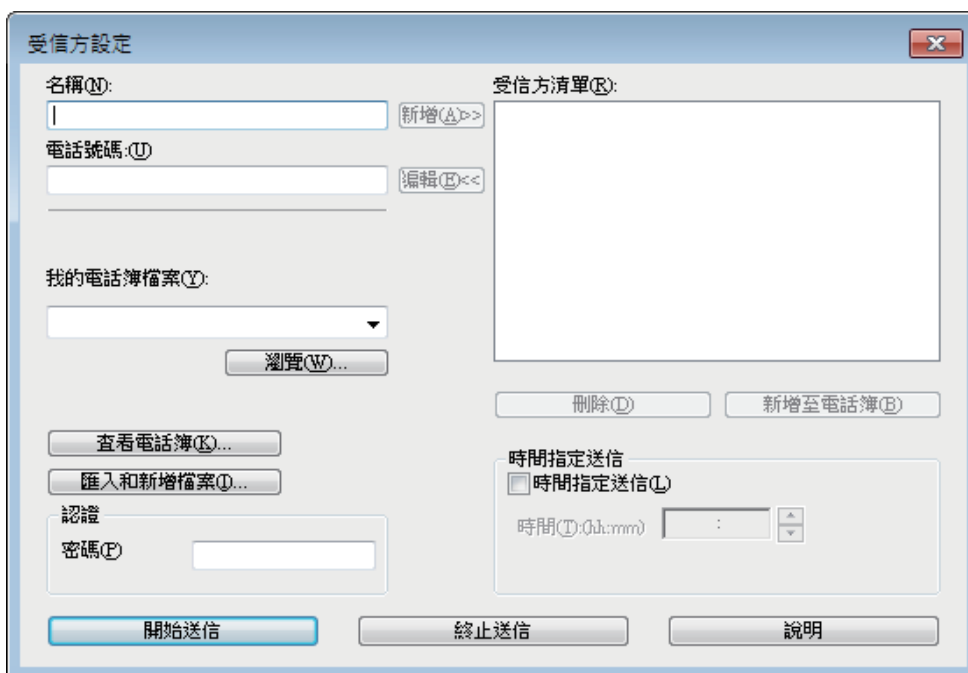 受信方設定
名稱(N):
新增(A)>>
電話號碼:(U)
編輯(E)<<
我的電話簿檔案(Y):
瀏覽(W)...
查看電話簿(K)...
匯入和新增檔案(I)...
認證
密碼(P)
受信方清單(R):
刪除(D)
新增至電話簿(B)
時間指定送信
時間指定送信(L)
時間(T):(hh:mm)
:
開始送信
終止送信
說明